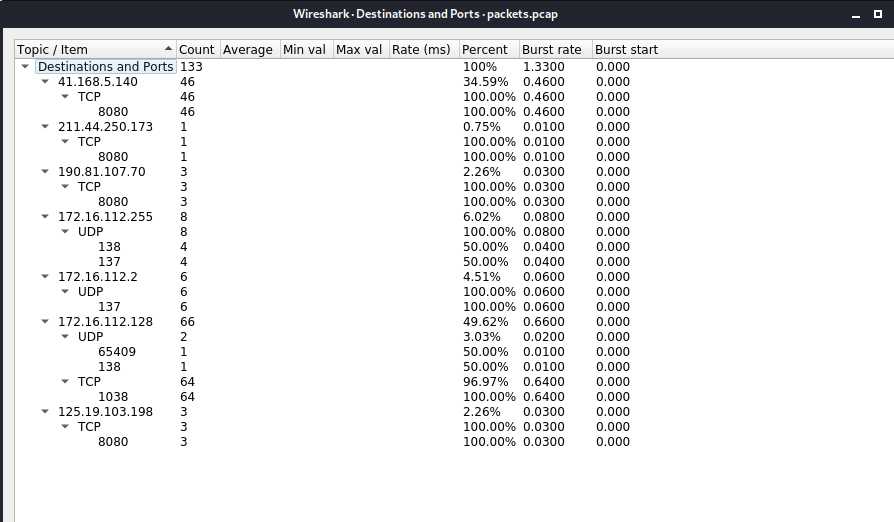 Wireshark · Destinations and Ports · packets.pcap
Topic / Item Count Average Min val Max val Rate (ms) Percent Burst rate Burst start
Destinations and Ports 133 100% 1.3300 0.000
41.168.5.140 46 34.59% 0.4600 0.000
TCP 46 100.00% 0.4600 0.000
8080 46 100.00% 0.4600 0.000
211.44.250.173 1 0.75% 0.0100 0.000
TCP 1 100.00% 0.0100 0.000
8080 1 100.00% 0.0100 0.000
190.81.107.70 3 2.26% 0.0300 0.000
TCP 3 100.00% 0.0300 0.000
8080 3 100.00% 0.0300 0.000
172.16.112.255 8 6.02% 0.0800 0.000
UDP 8 100.00% 0.0800 0.000
138 4 50.00% 0.0400 0.000
137 4 50.00% 0.0400 0.000
172.16.112.2 6 4.51% 0.0600 0.000
UDP 6 100.00% 0.0600 0.000
137 6 100.00% 0.0600 0.000
172.16.112.128 66 49.62% 0.6600 0.000
UDP 2 3.03% 0.0200 0.000
65409 1 50.00% 0.0100 0.000
138 1 50.00% 0.0100 0.000
TCP 64 96.97% 0.6400 0.000
1038 64 100.00% 0.6400 0.000
125.19.103.198 3 2.26% 0.0300 0.000
TCP 3 100.00% 0.0300 0.000
8080 3 100.00% 0.0300 0.000